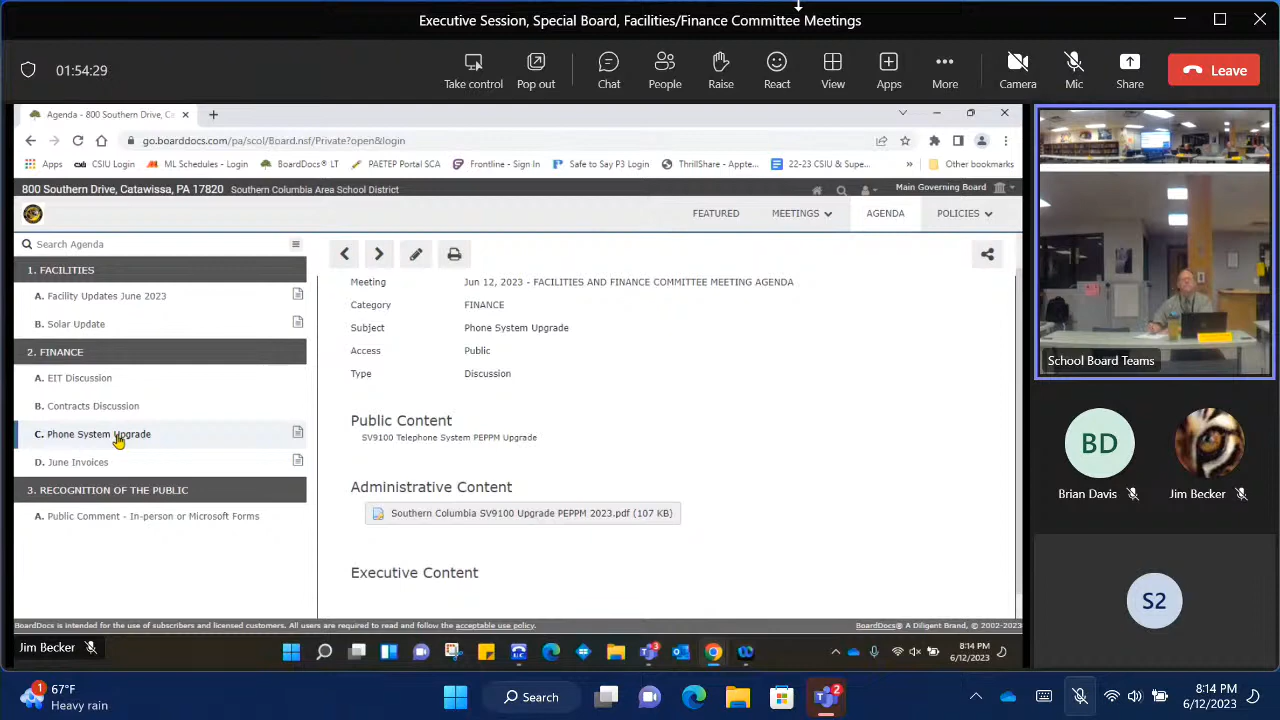 Executive Session, Special Board, Facilities/Finance Committee Meetings
01:54:29
Take control
Pop out
Chat
People
Raise
React
View
Apps
More
Camera
Mic
Share
Leave
Agenda - 800 Southern Drive, Ca
go.boarddocs.com/pa/scol/Board.nsf/Private?open&login
Apps
CSIU Login
ML Schedules - Login
BoardDocs® LT
PAETEP Portal SCA
Frontline - Sign In
Safe to Say P3 Login
ThrillShare - Appte...
22-23 CSIU & Supe...
»
Other bookmarks
800 Southern Drive, Catawissa, PA 17820 Southern Columbia Area School District
Main Governing Board
FEATURED
MEETINGS
AGENDA
POLICIES
Search Agenda
1. FACILITIES
A. Facility Updates June 2023
B. Solar Update
2. FINANCE
A. EIT Discussion
B. Contracts Discussion
C. Phone System Upgrade
D. June Invoices
3. RECOGNITION OF THE PUBLIC
A. Public Comment - In-person or Microsoft Forms
Meeting Jun 12, 2023 - FACILITIES AND FINANCE COMMITTEE MEETING AGENDA
Category FINANCE
Subject Phone System Upgrade
Access Public
Type Discussion
Public Content
SV9100 Telephone System PEPPM Upgrade
Administrative Content
Southern Columbia SV9100 Upgrade PEPPM 2023.pdf (107 KB)
Executive Content
BoardDocs is intended for the use of subscribers and licensed customers. All users are required to read and follow the acceptable use policy.
BoardDocs® A Diligent Brand, © 2002-2023
Jim Becker
8:14 PM
6/12/2023
School Board Teams
BD
Brian Davis
Jim Becker
S2
1
67°F
Heavy rain
Search
2
8:14 PM
6/12/2023